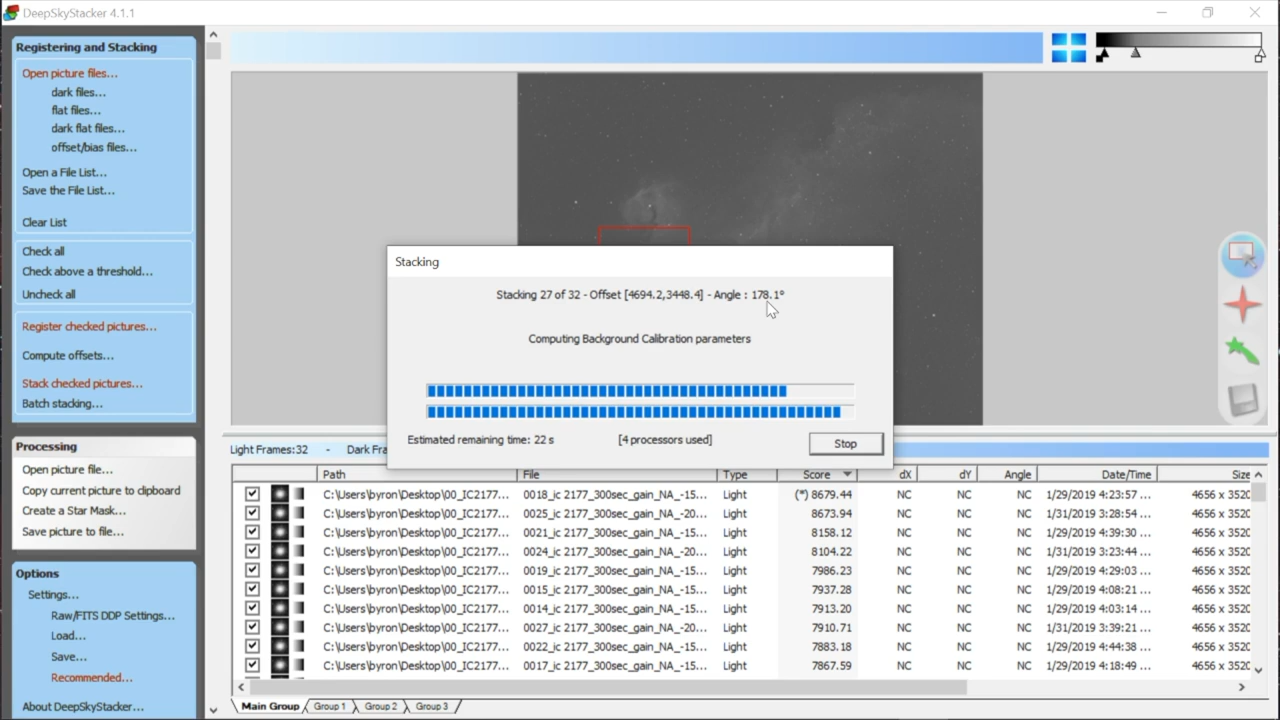 DeepSkyStacker 4.1.1
Registering and Stacking
Open picture files...
dark files...
flat files...
dark flat files...
offset/bias files...
Open a File List...
Save the File List...
Clear List
Check all
Check above a threshold...
Uncheck all
Register checked pictures...
Compute offsets...
Stack checked pictures...
Batch stacking...
Processing
Open picture file...
Copy current picture to clipboard
Create a Star Mask...
Save picture to file...
Options
Settings...
Raw/FITS DDP Settings...
Load...
Save...
Recommended...
About DeepSkyStacker...
Stacking
Stacking 27 of 32 - Offset [4694.2,3448.4] - Angle : 178.1°
Computing Background Calibration parameters
Estimated remaining time: 22 s [4 processors used] Stop
Light Frames:32 - Dark Fra
Path File Type Score dX dY Angle Date/Time Size
C:\Users\byron\Desktop\00_IC2177... 0018_ic 2177_300sec_gain_NA_-15... Light (*) 8679.44 NC NC NC 1/29/2019 4:23:57 ... 4656 x 3520
C:\Users\byron\Desktop\00_IC2177... 0025_ic 2177_300sec_gain_NA_-20... Light 8673.94 NC NC NC 1/31/2019 3:28:54 ... 4656 x 3520
C:\Users\byron\Desktop\00_IC2177... 0021_ic 2177_300sec_gain_NA_-15... Light 8158.12 NC NC NC 1/29/2019 4:39:30 ... 4656 x 3520
C:\Users\byron\Desktop\00_IC2177... 0024_ic 2177_300sec_gain_NA_-20... Light 8104.22 NC NC NC 1/31/2019 3:23:44 ... 4656 x 3520
C:\Users\byron\Desktop\00_IC2177... 0019_ic 2177_300sec_gain_NA_-15... Light 7986.23 NC NC NC 1/29/2019 4:29:03 ... 4656 x 3520
C:\Users\byron\Desktop\00_IC2177... 0015_ic 2177_300sec_gain_NA_-15... Light 7937.28 NC NC NC 1/29/2019 4:08:21 ... 4656 x 3520
C:\Users\byron\Desktop\00_IC2177... 0014_ic 2177_300sec_gain_NA_-15... Light 7913.20 NC NC NC 1/29/2019 4:03:14 ... 4656 x 3520
C:\Users\byron\Desktop\00_IC2177... 0027_ic 2177_300sec_gain_NA_-20... Light 7910.71 NC NC NC 1/31/2019 3:39:21 ... 4656 x 3520
C:\Users\byron\Desktop\00_IC2177... 0022_ic 2177_300sec_gain_NA_-15... Light 7883.18 NC NC NC 1/29/2019 4:44:38 ... 4656 x 3520
C:\Users\byron\Desktop\00_IC2177... 0017_ic 2177_300sec_gain_NA_-15... Light 7867.59 NC NC NC 1/29/2019 4:18:49 ... 4656 x 3520
Main Group Group 1 Group 2 Group 3